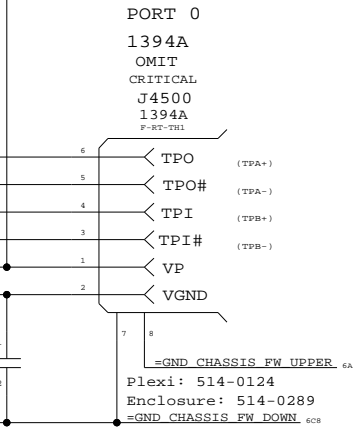 PORT 0
1394A
OMIT
CRITICAL
J4500
1394A
F-RT-TH1
6 TPO (TPA+)
5 TPO# (TPA-)
4 TPI (TPB+)
3 TPI# (TPB-)
1 VP
2 VGND
7 8
=GND_CHASSIS_FW_UPPER 6A
Plexi: 514-0124
Enclosure: 514-0289
=GND_CHASSIS_FW_DOWN 6C8